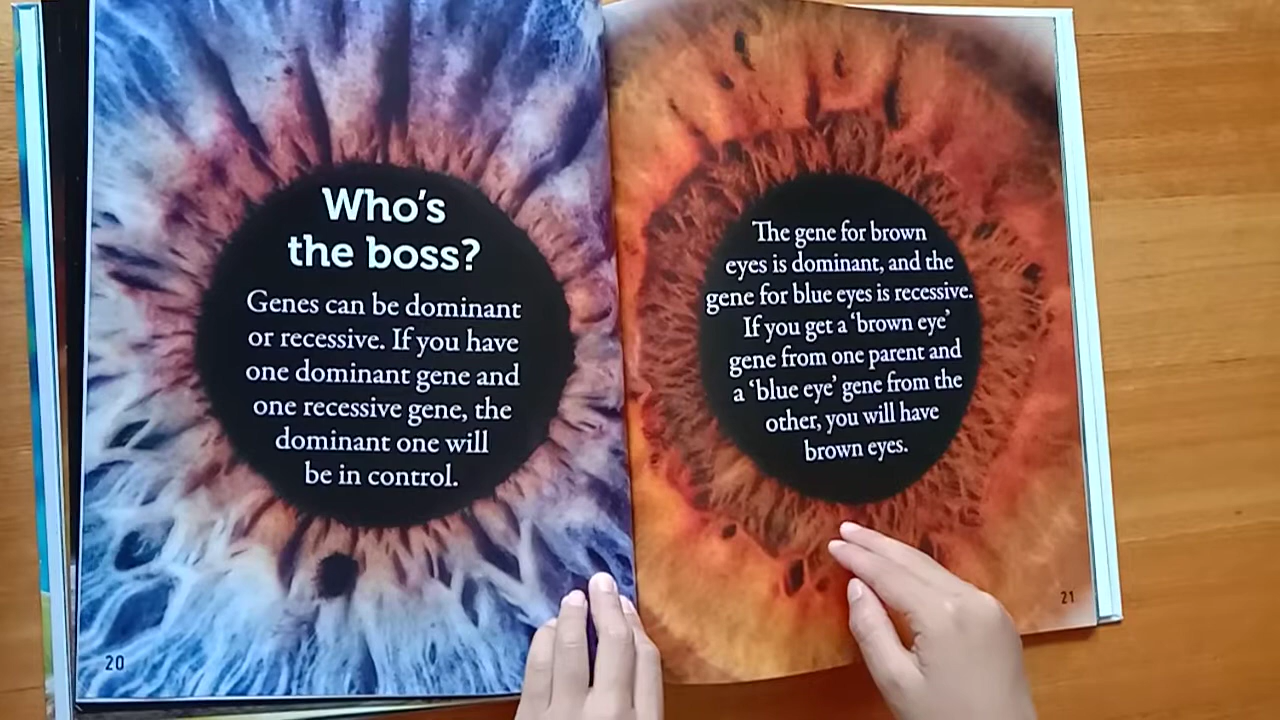 Who's
the boss?
Genes can be dominant
or recessive. If you have
one dominant gene and
one recessive gene, the
dominant one will
be in control.
20
The gene for brown
eyes is dominant, and the
gene for blue eyes is recessive.
If you get a ‘brown eye’
gene from one parent and
a ‘blue eye’ gene from the
other, you will have
brown eyes.
21